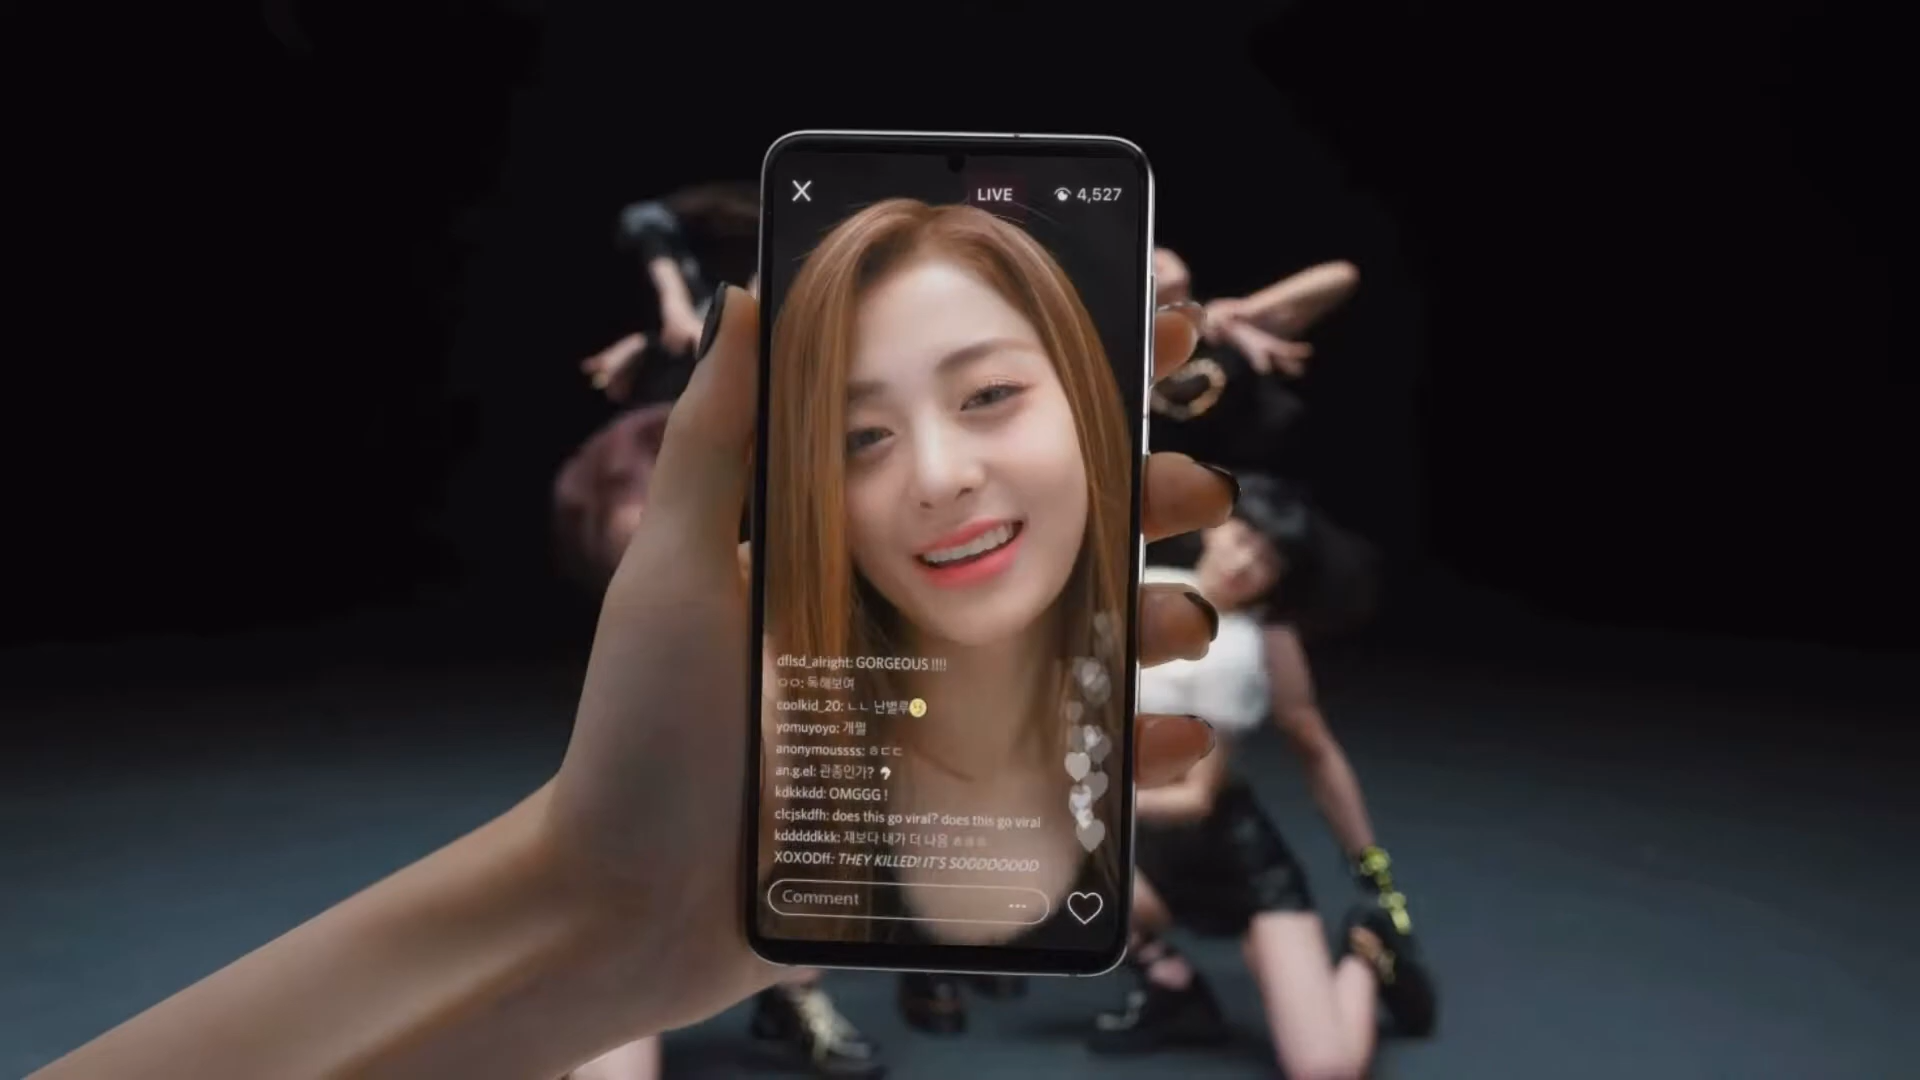 LIVE 4,527
dflsd_alright: GORGEOUS !!!!
ㅇㅇ: 독해보여
coolkid_20: ㄴㄴ 난별루
yomuyoyo: 개쩔
anonymoussss: ㅎㄷㄷ
an.g.el: 관종인가?
kdkkkdd: OMGGG !
clcjskdfh: does this go viral? does this go viral
kdddddkkk: 쟤보다 내가 더 나음 ㅎㅎㅎ
XOXODff: THEY KILLED! IT'S SOOOOOOOD
Comment